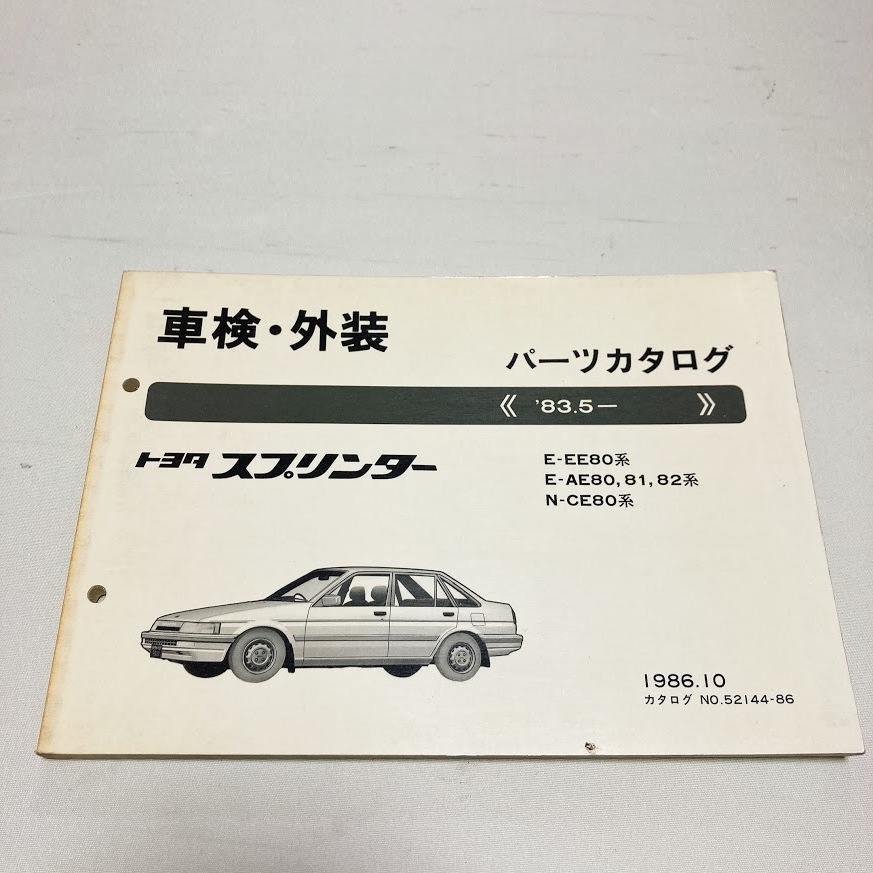 車検・外装
パーツカタログ
《 '83.5— 》
トヨタ スプリンター
E-EE80系
E-AE80,81,82系
N-CE80系
1986.10
カタログ NO.52144-86